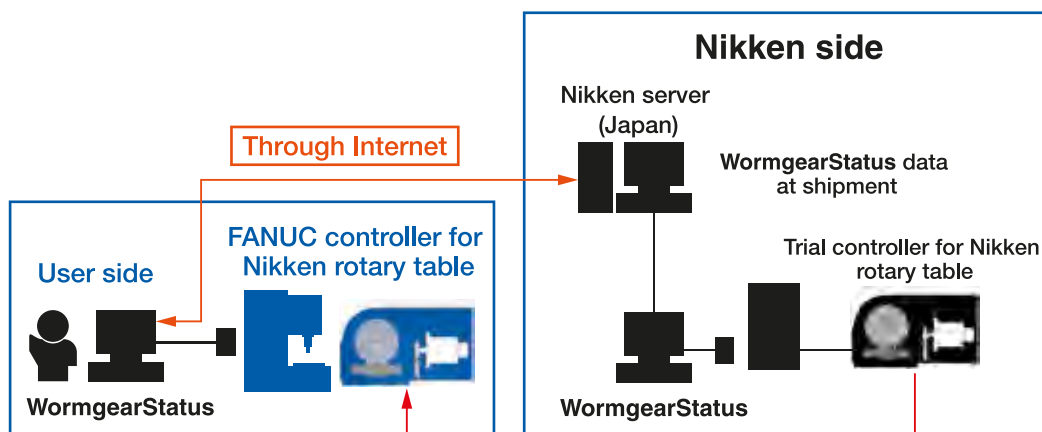 Nikken side
Nikken server
(Japan)
Through Internet
WormgearStatus data
at shipment
FANUC controller for
Nikken rotary table
User side
Trial controller for Nikken
rotary table
WormgearStatus
WormgearStatus